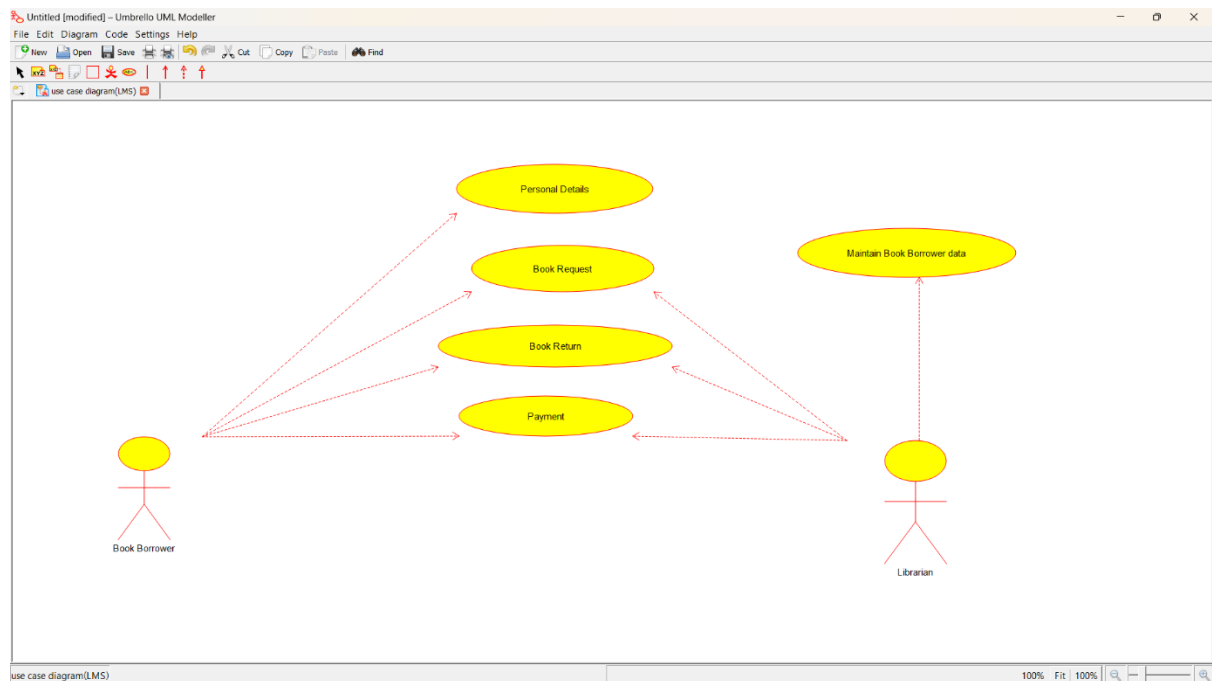 Untitled [modified] – Umbrello UML Modeller
File Edit Diagram Code Settings Help
New Open Save Cut Copy Paste Find
use case diagram(LMS)
Personal Details
Book Request
Maintain Book Borrower data
Book Return
Payment
Book Borrower
Librarian
use case diagram(LMS) 100% Fit 100%